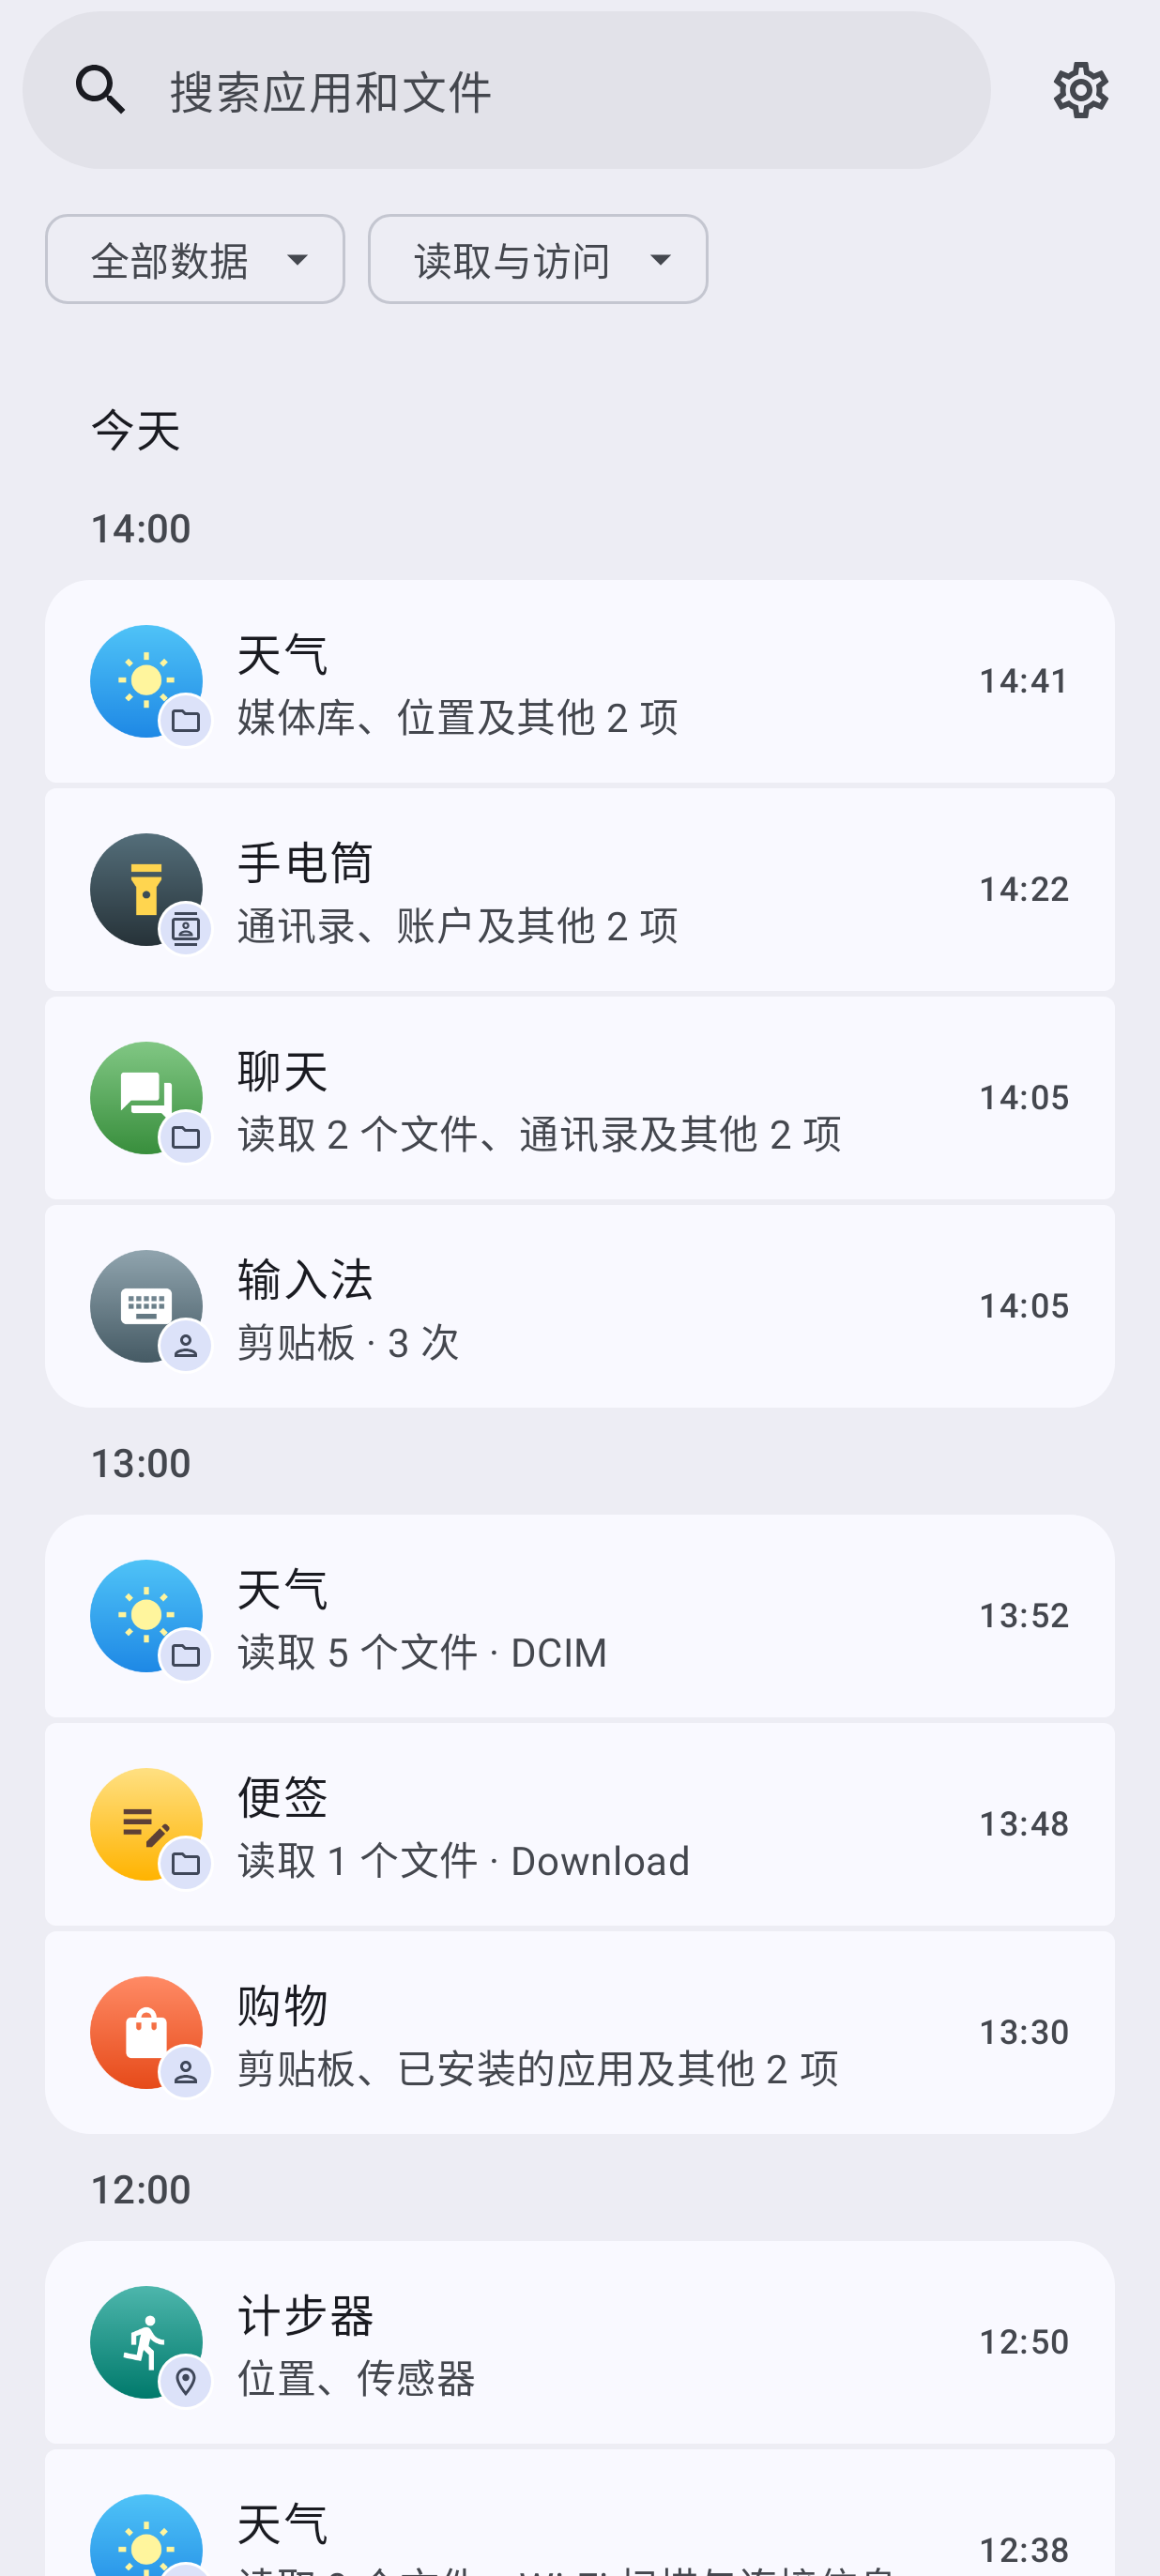 搜索应用和文件
全部数据
读取与访问
今天
14:00
天气
媒体库、位置及其他 2 项
14:41
手电筒
通讯录、账户及其他 2 项
14:22
聊天
读取 2 个文件、通讯录及其他 2 项
14:05
输入法
剪贴板 · 3 次
14:05
13:00
天气
读取 5 个文件 · DCIM
13:52
便签
读取 1 个文件 · Download
13:48
购物
剪贴板、已安装的应用及其他 2 项
13:30
12:00
计步器
位置、传感器
12:50
天气
12:38